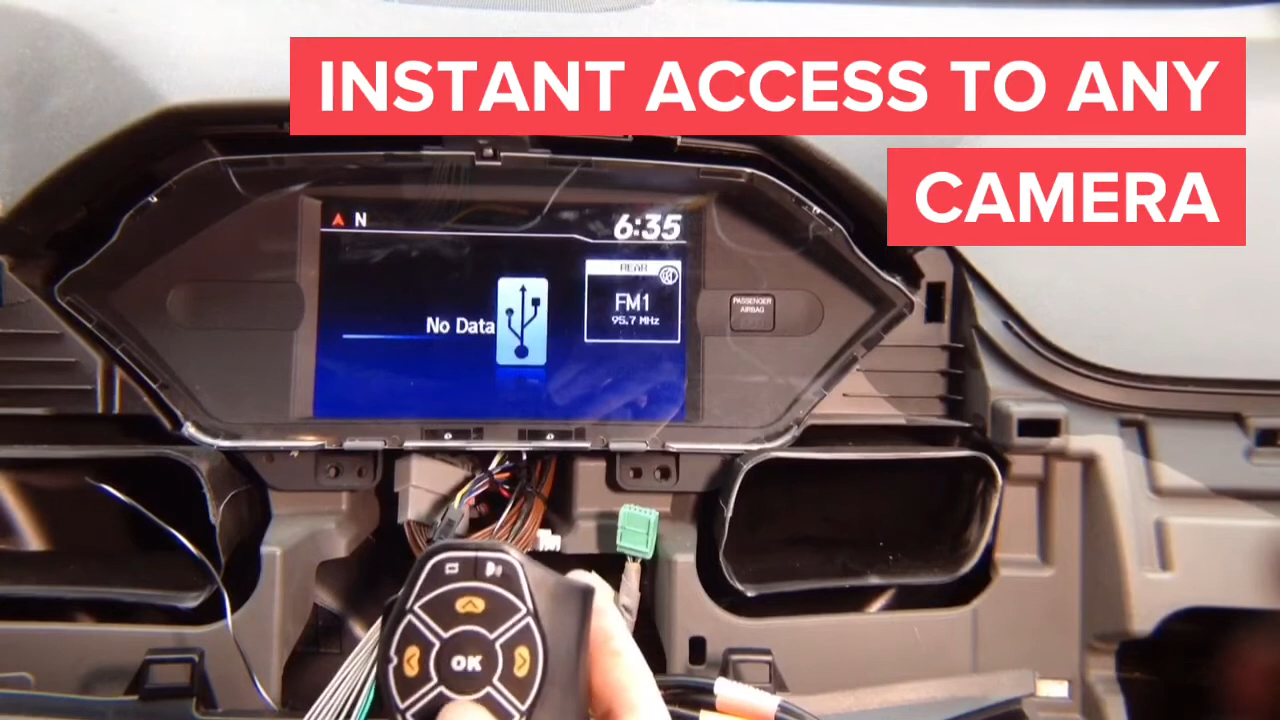 INSTANT ACCESS TO ANY
CAMERA
N
6:35
REAR
FM1
95.7 MHz
No Data
PASSENGER
AIRBAG
OK